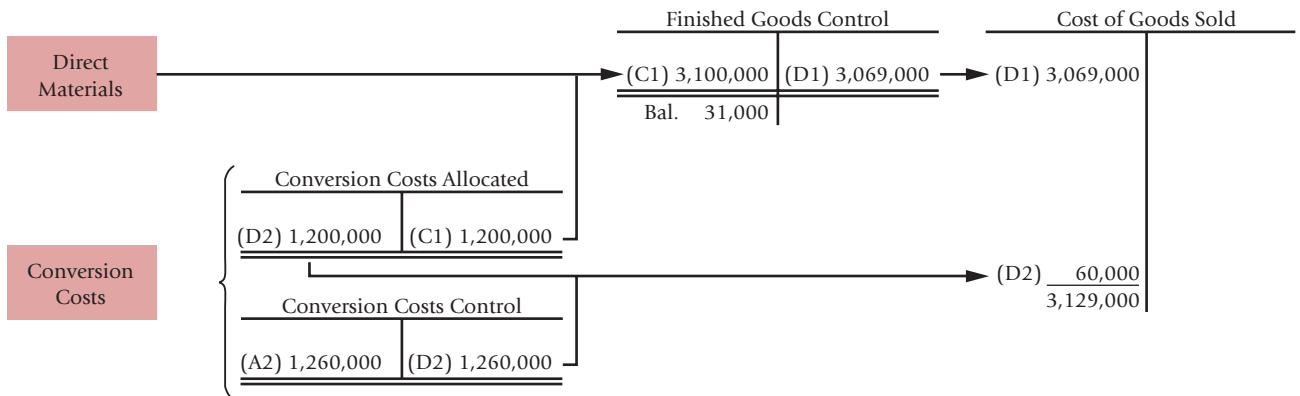 Finished Goods Control
Cost of Goods Sold
Direct
Materials
(C1) 3,100,000 (D1) 3,069,000
(D1) 3,069,000
Bal. 31,000
Conversion Costs Allocated
(D2) 1,200,000 (C1) 1,200,000
Conversion
Costs
(D2) 60,000
3,129,000
Conversion Costs Control
(A2) 1,260,000 (D2) 1,260,000